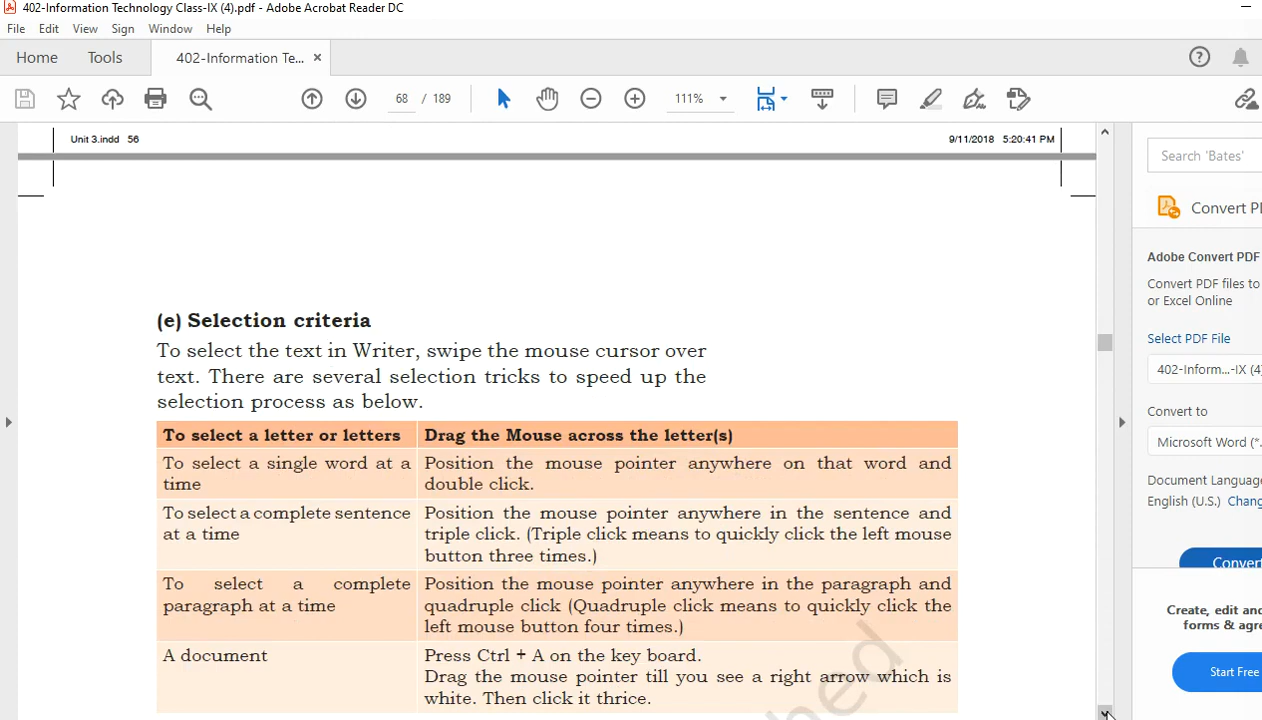 402-Information Technology Class-IX (4).pdf - Adobe Acrobat Reader DC
File Edit View Sign Window Help
Home Tools 402-Information Te... ×
68 / 189 111%
Unit 3.indd 56 9/11/2018 5:20:41 PM
Search 'Bates'
Convert P
Adobe Convert PDF
Convert PDF files to
or Excel Online
Select PDF File
402-Inform...-IX (4)
Convert to
Microsoft Word (*.
Document Language
English (U.S.) Chang
Convert
Create, edit and
forms & agre
Start Free
(e) Selection criteria
To select the text in Writer, swipe the mouse cursor over
text. There are several selection tricks to speed up the
selection process as below.
To select a letter or letters Drag the Mouse across the letter(s)
To select a single word at a
time
Position the mouse pointer anywhere on that word and
double click.
To select a complete sentence
at a time
Position the mouse pointer anywhere in the sentence and
triple click. (Triple click means to quickly click the left mouse
button three times.)
To select a complete
paragraph at a time
Position the mouse pointer anywhere in the paragraph and
quadruple click (Quadruple click means to quickly click the
left mouse button four times.)
A document
Press Ctrl + A on the key board.
Drag the mouse pointer till you see a right arrow which is
white. Then click it thrice.
hed